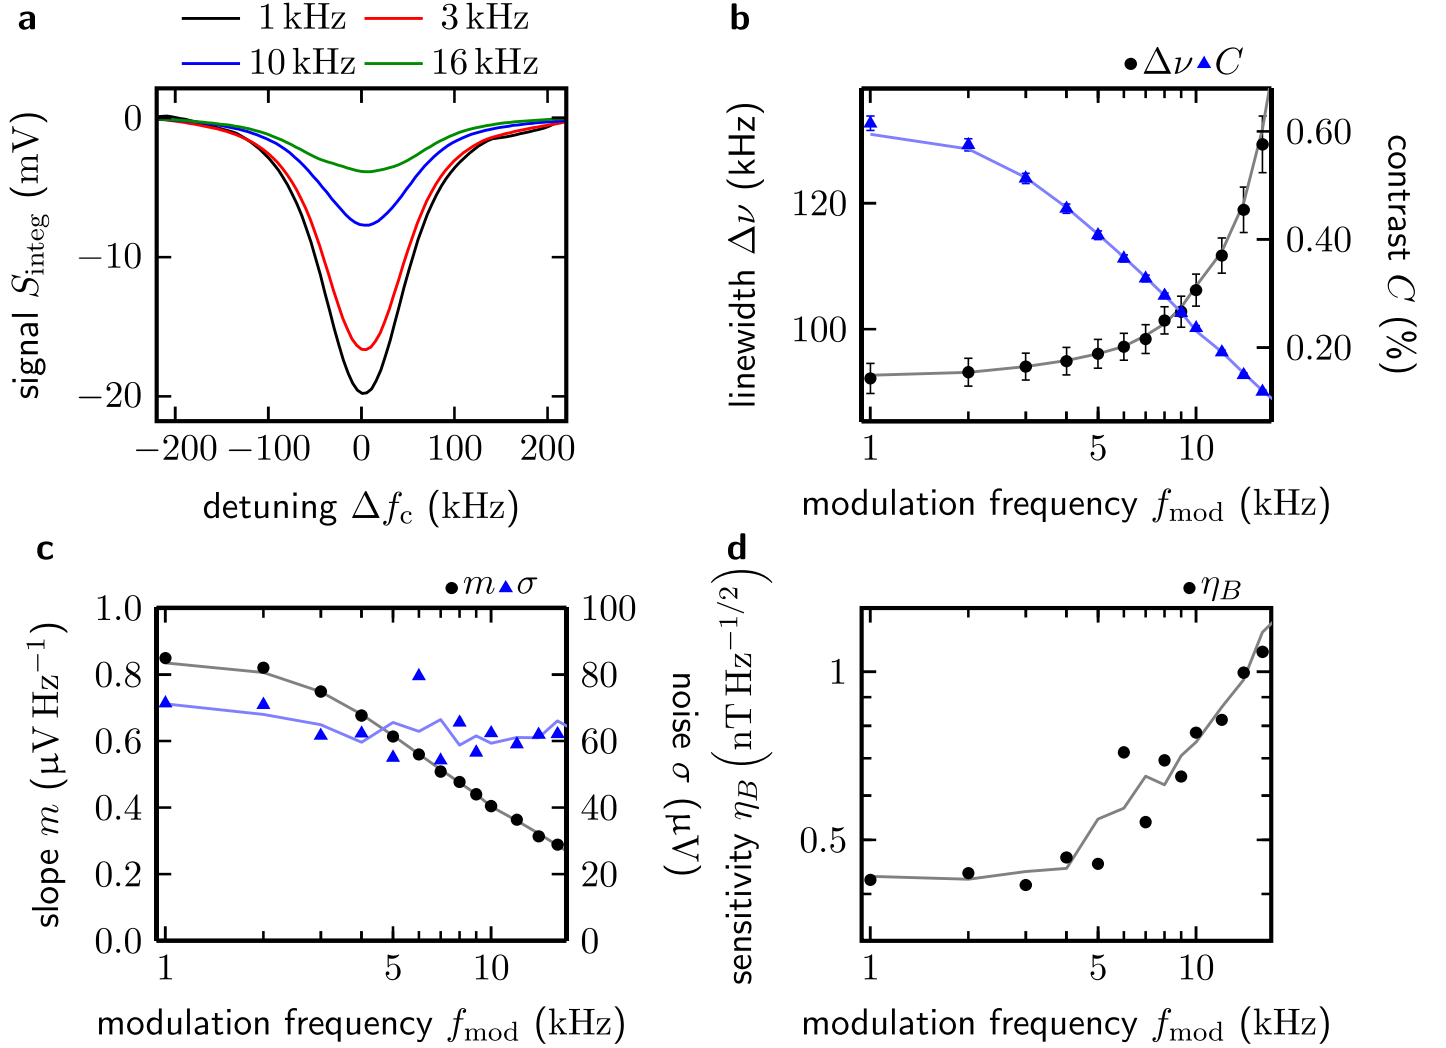 a
1 kHz 3 kHz
10 kHz 16 kHz
signal S_integ (mV)
0
−10
−20
−200 −100 0 100 200
detuning Δf_c (kHz)
b
Δν C
linewidth Δν (kHz)
120
100
0.60
0.40
0.20
contrast C (%)
1 5 10
modulation frequency f_mod (kHz)
c
m σ
slope m (μV Hz⁻¹)
1.0
0.8
0.6
0.4
0.2
0.0
100
80
60
40
20
0
noise σ (μV)
1 5 10
modulation frequency f_mod (kHz)
d
η_B
sensitivity η_B (nT Hz^−1/2)
1
0.5
1 5 10
modulation frequency f_mod (kHz)